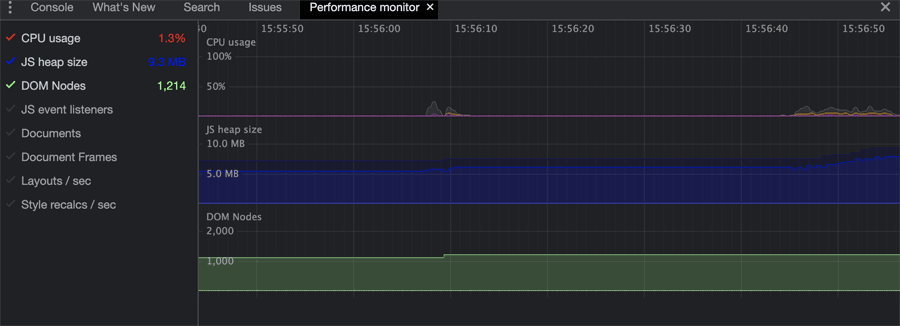 Console What's New Search Issues Performance monitor ×
15:55:50 15:56:00 15:56:10 15:56:20 15:56:30 15:56:40 15:56:50
CPU usage 1.3%
JS heap size 9.3 MB
DOM Nodes 1,214
JS event listeners
Documents
Document Frames
Layouts / sec
Style recalcs / sec
CPU usage
100%
50%
JS heap size
10.0 MB
5.0 MB
DOM Nodes
2,000
1,000